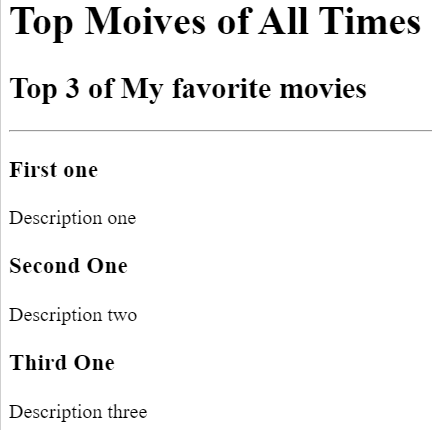 Top Moives of All Times
Top 3 of My favorite movies
First one
Description one
Second One
Description two
Third One
Description three